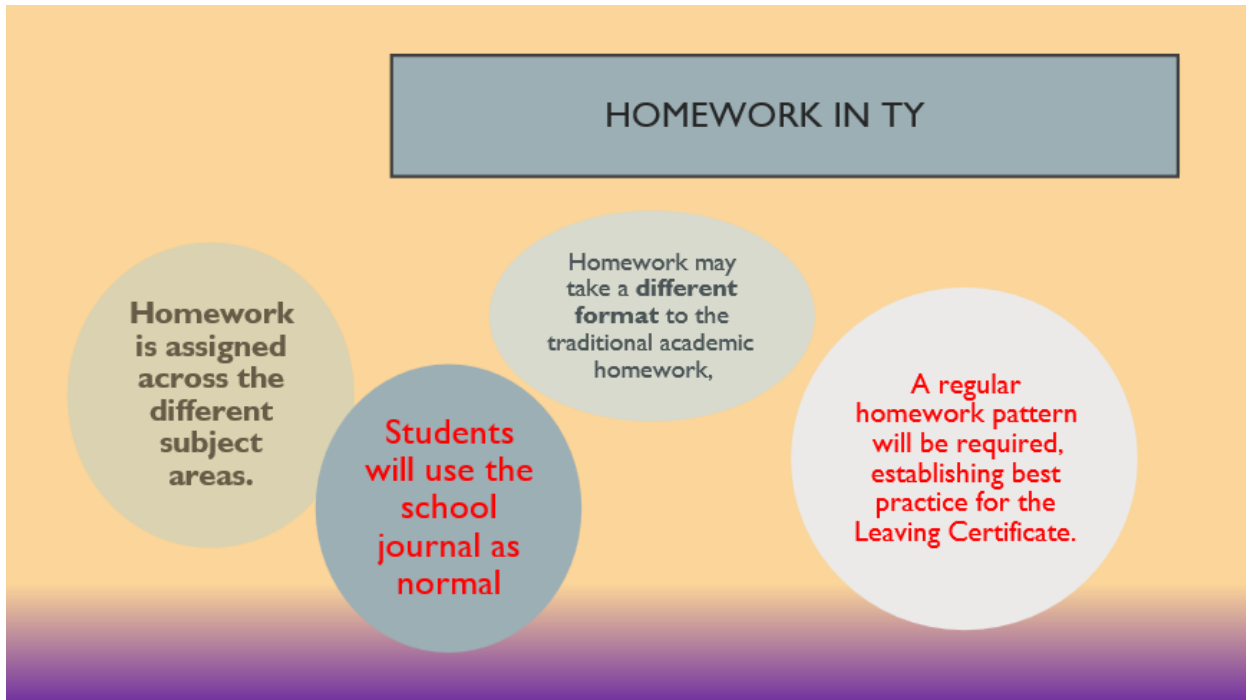 HOMEWORK IN TY
Homework
is assigned
across the
different
subject
areas.
Students
will use the
school
journal as
normal
Homework may
take a different
format to the
traditional academic
homework,
A regular
homework pattern
will be required,
establishing best
practice for the
Leaving Certificate.